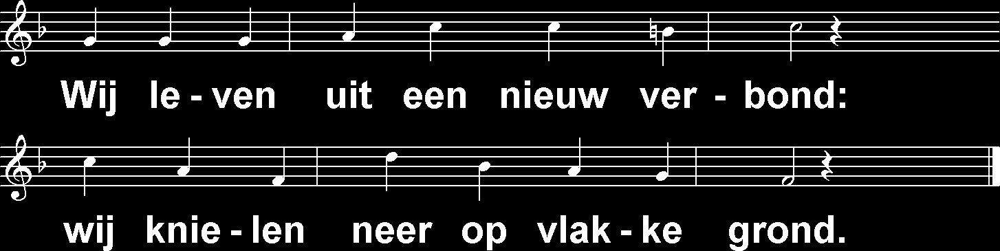 Wij le - ven uit een nieuw ver - bond:
wij knie - len neer op vlak - ke grond.